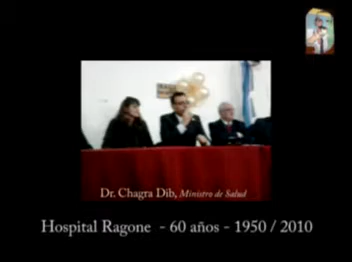 Dr. Chagra Dib, Ministro de Salud
Hospital Ragone - 60 años - 1950 / 2010